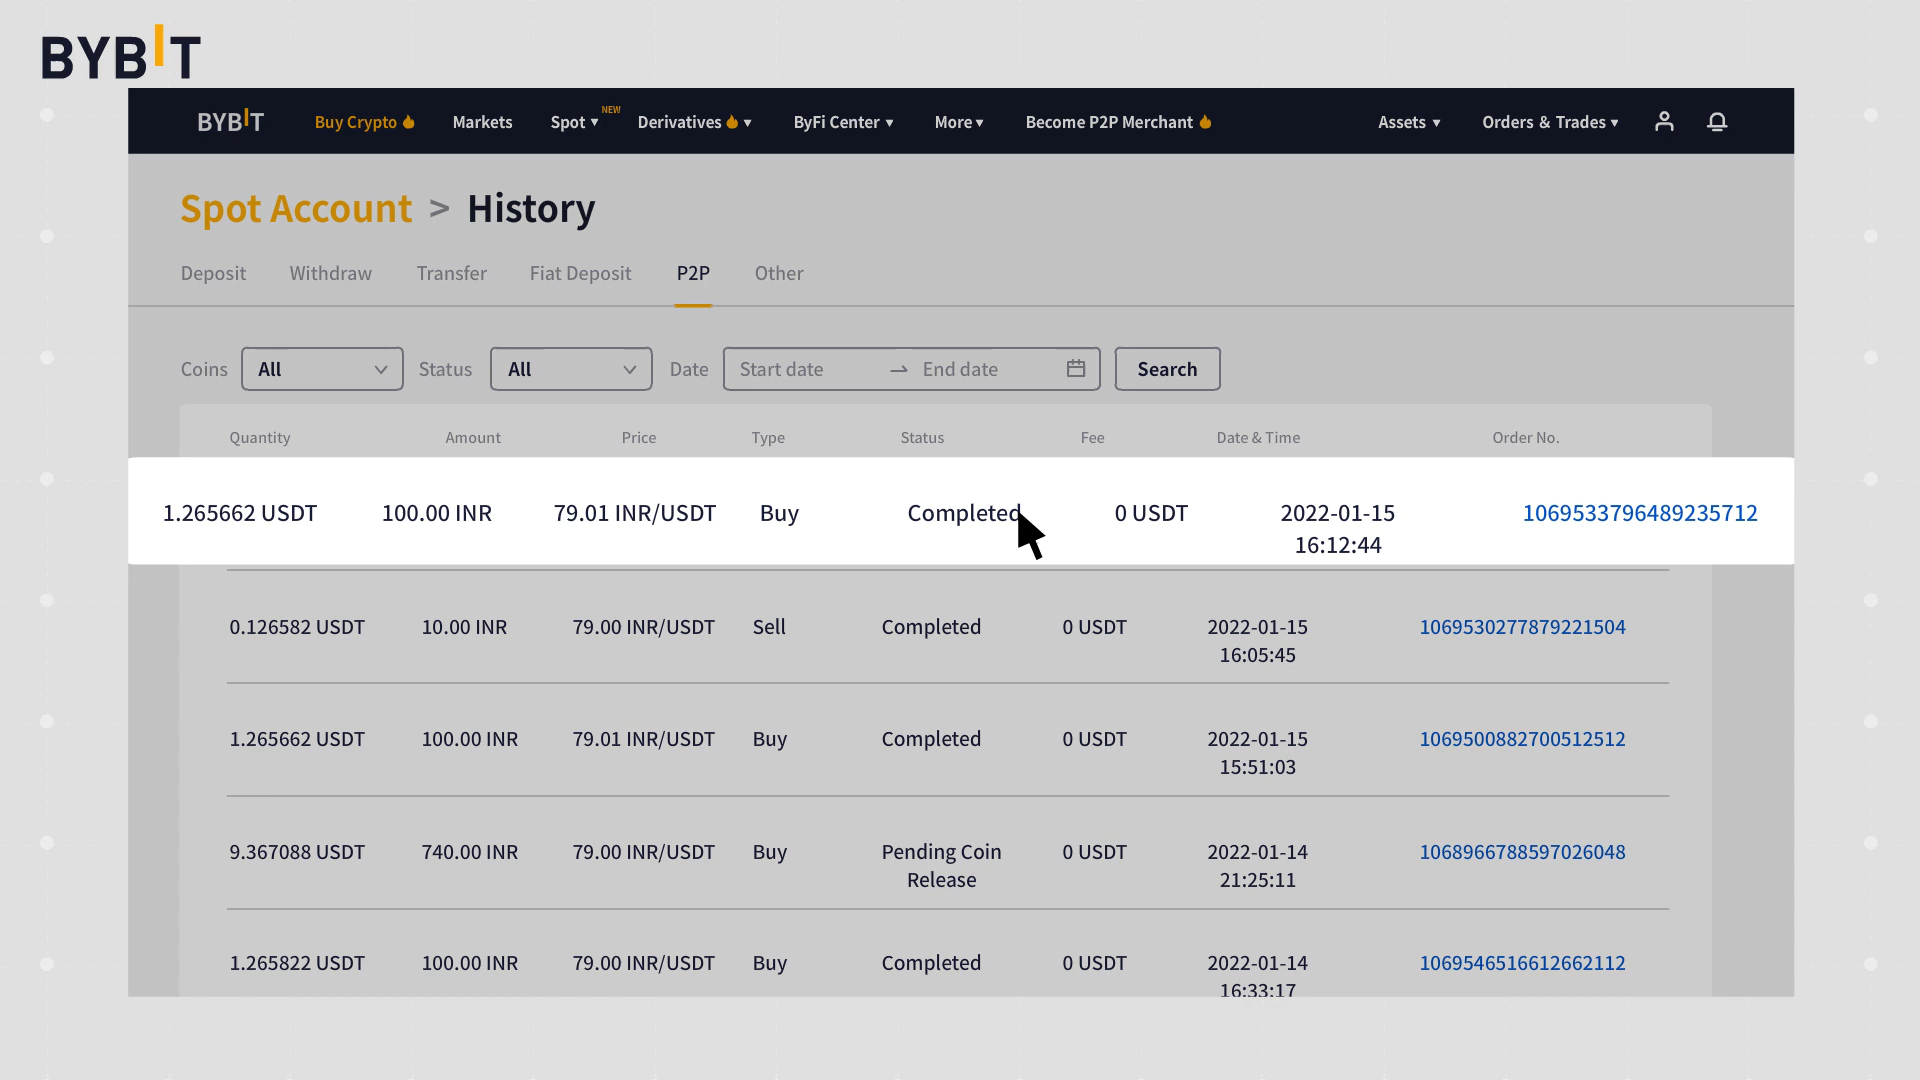 BYBIT
BYBIT Buy Crypto Markets Spot NEW Derivatives ByFi Center More Become P2P Merchant Assets Orders & Trades
Spot Account > History
Deposit Withdraw Transfer Fiat Deposit P2P Other
Coins All Status All Date Start date → End date Search
Quantity Amount Price Type Status Fee Date & Time Order No.
1.265662 USDT 100.00 INR 79.01 INR/USDT Buy Completed 0 USDT 2022-01-15 1069533796489235712
16:12:44
0.126582 USDT 10.00 INR 79.00 INR/USDT Sell Completed 0 USDT 2022-01-15 1069530277879221504
16:05:45
1.265662 USDT 100.00 INR 79.01 INR/USDT Buy Completed 0 USDT 2022-01-15 1069500882700512512
15:51:03
9.367088 USDT 740.00 INR 79.00 INR/USDT Buy Pending Coin 0 USDT 2022-01-14 1068966788597026048
Release 21:25:11
1.265822 USDT 100.00 INR 79.00 INR/USDT Buy Completed 0 USDT 2022-01-14 1069546516612662112
16:33:17